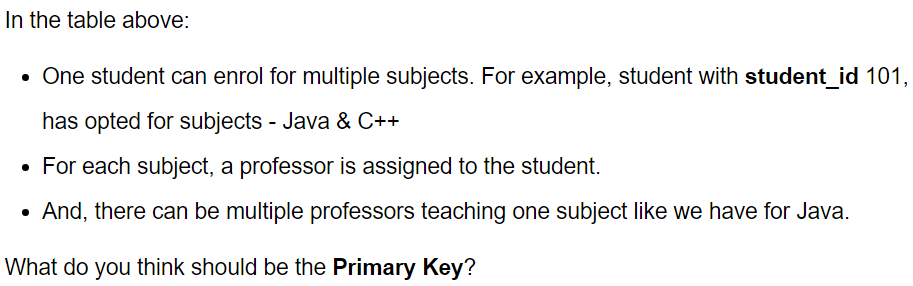 In the table above:
• One student can enrol for multiple subjects. For example, student with student_id 101,
has opted for subjects - Java & C++
• For each subject, a professor is assigned to the student.
• And, there can be multiple professors teaching one subject like we have for Java.
What do you think should be the Primary Key?